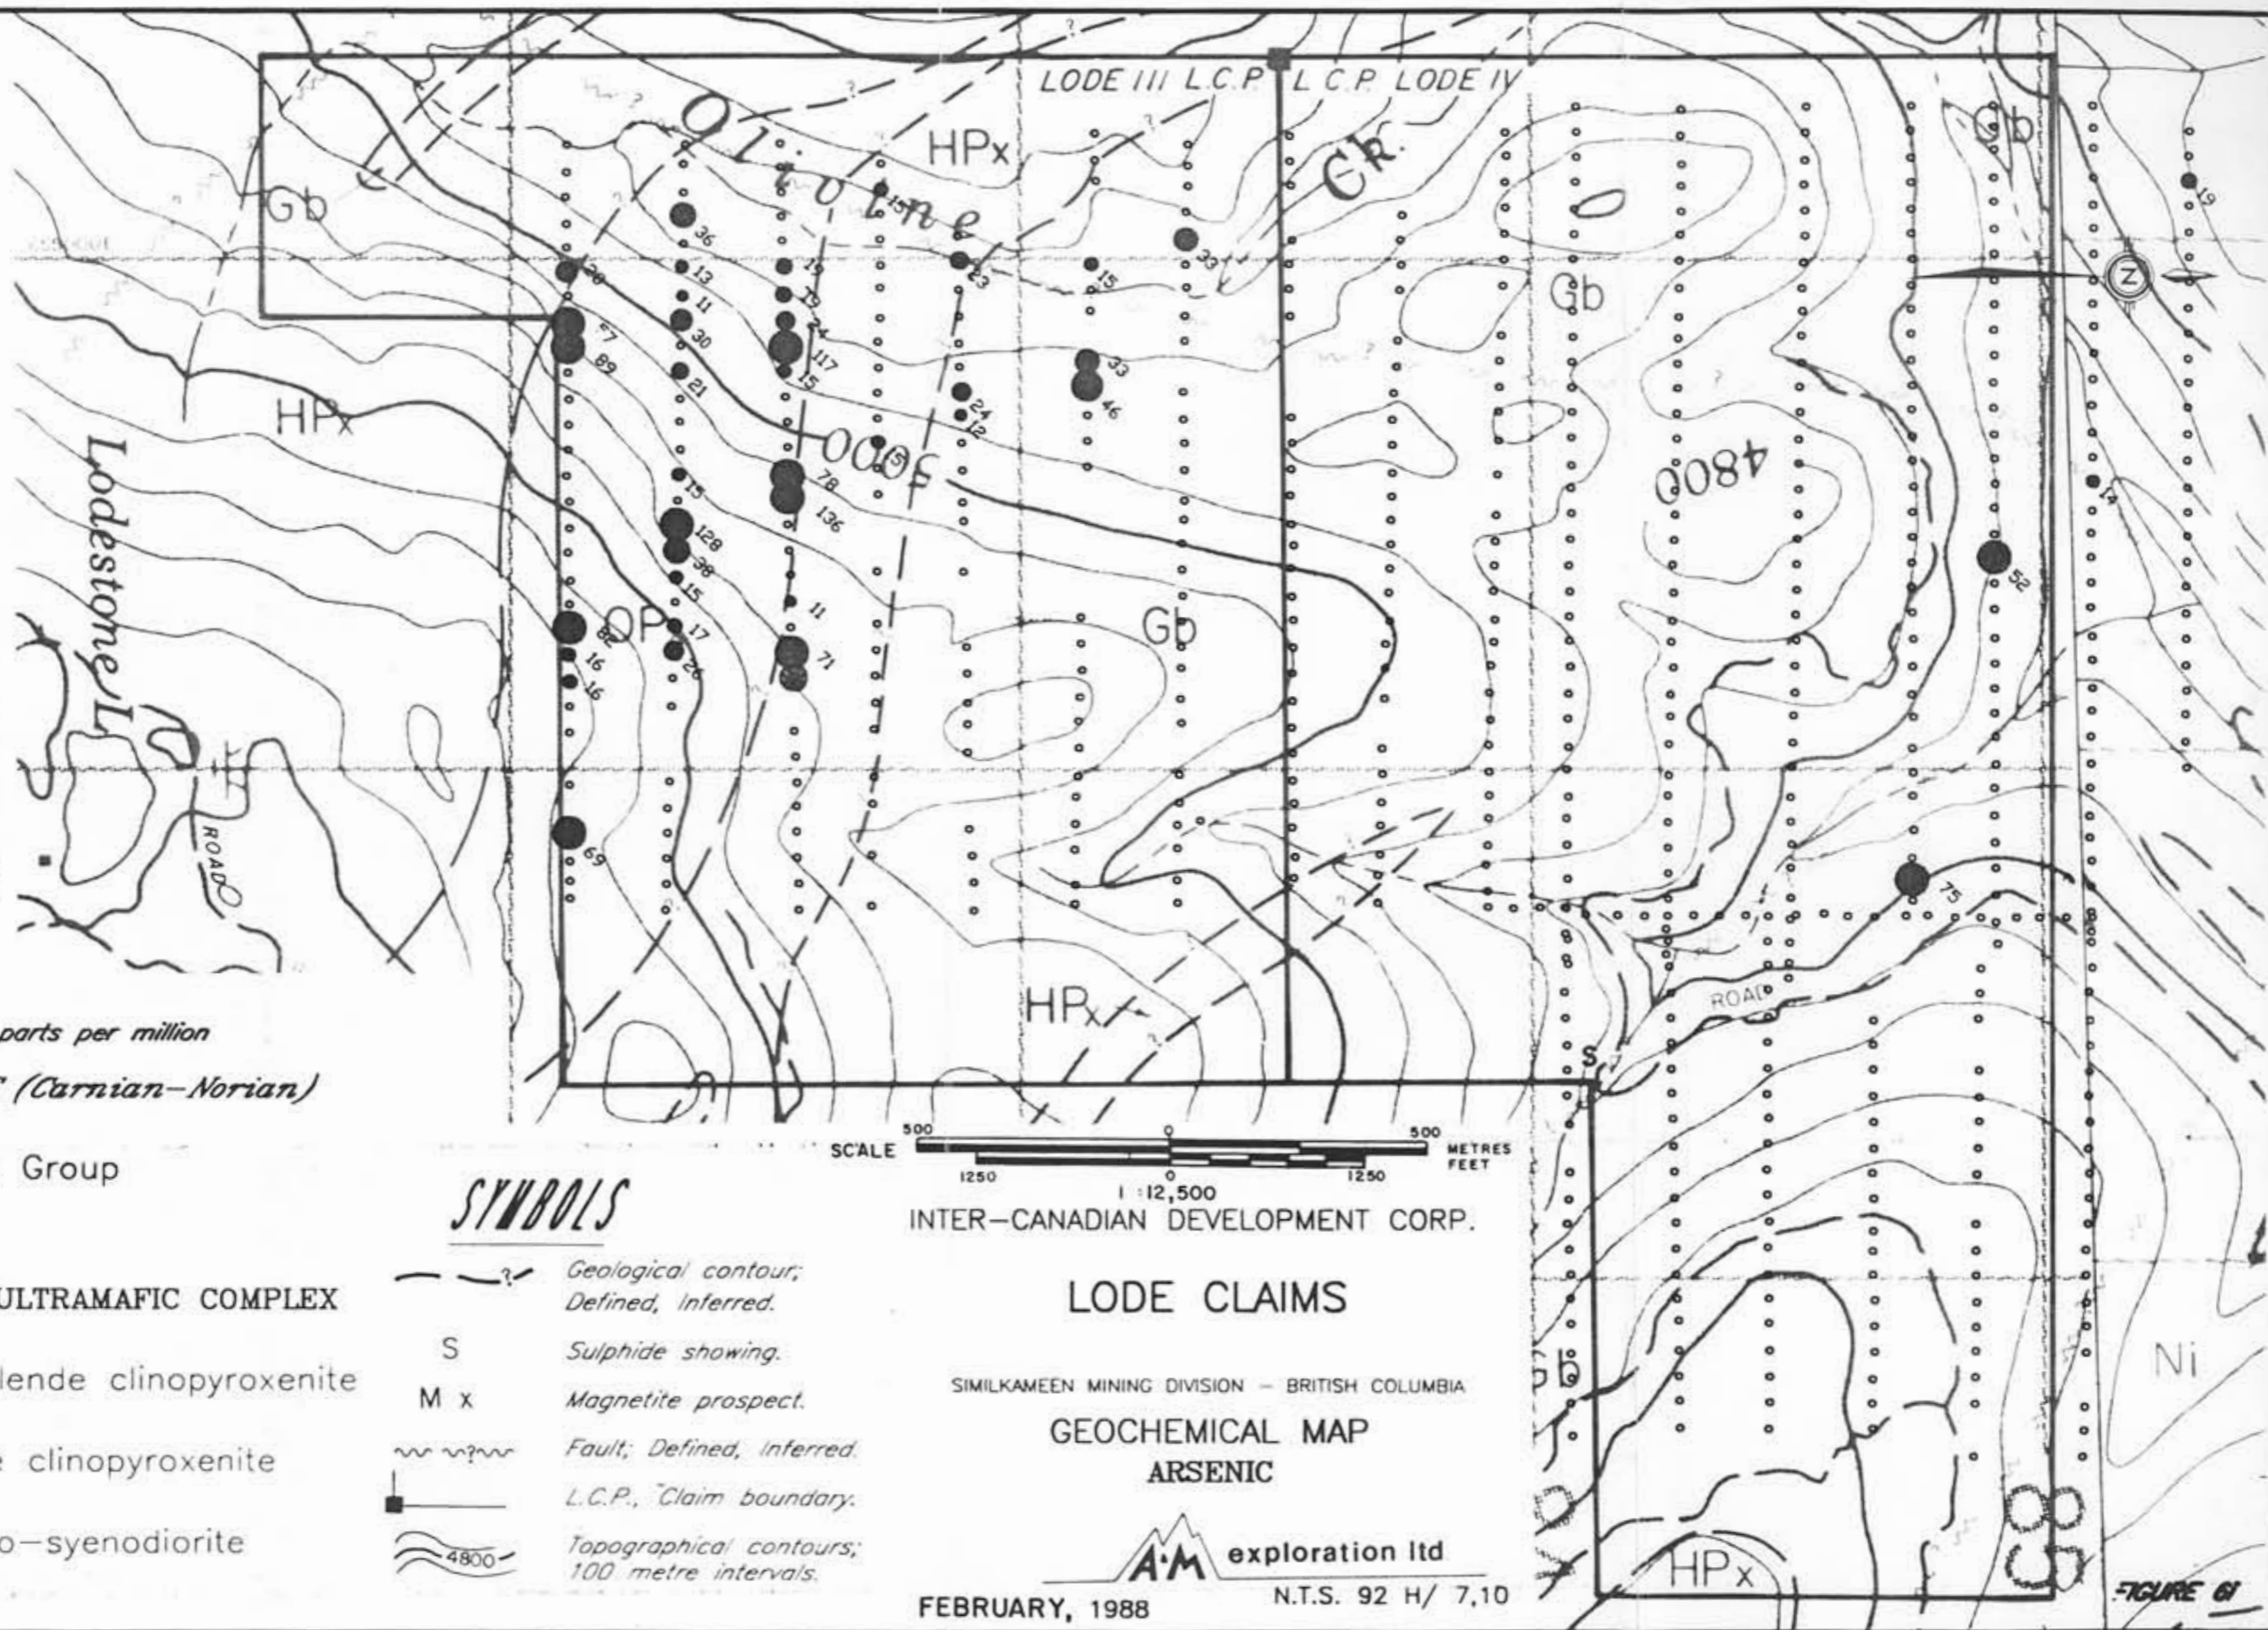 LODE III L.C.P.
L.C.P. LODE IV
Olivine
Ck.
HPx
Gb
Gb
Gb
HPx
Gb
OP
Gb
HPx
Gb
HPx
Ni
Z
Lodestone L
ROAD
ROAD
5000
4800
S
36
13
11
30
21
15
128
38
15
17
26
20
89
82
16
16
69
19
19
24
117
15
78
136
11
71
15
15
23
24
12
15
33
46
33
52
75
14
19
parts per million
(Carnian-Norian)
Group
ULTRAMAFIC COMPLEX
lende clinopyroxenite
clinopyroxenite
o-syenodiorite
SYMBOLS
Geological contour;
Defined, Inferred.
S Sulphide showing.
M x Magnetite prospect.
Fault; Defined, Inferred.
L.C.P., Claim boundary.
4800 Topographical contours;
100 metre intervals.
SCALE 500 0 500 METRES
1250 0 1250 FEET
1 : 12,500
INTER-CANADIAN DEVELOPMENT CORP.
LODE CLAIMS
SIMILKAMEEN MINING DIVISION - BRITISH COLUMBIA
GEOCHEMICAL MAP
ARSENIC
A·M exploration ltd
FEBRUARY, 1988 N.T.S. 92 H/ 7,10
FIGURE 61